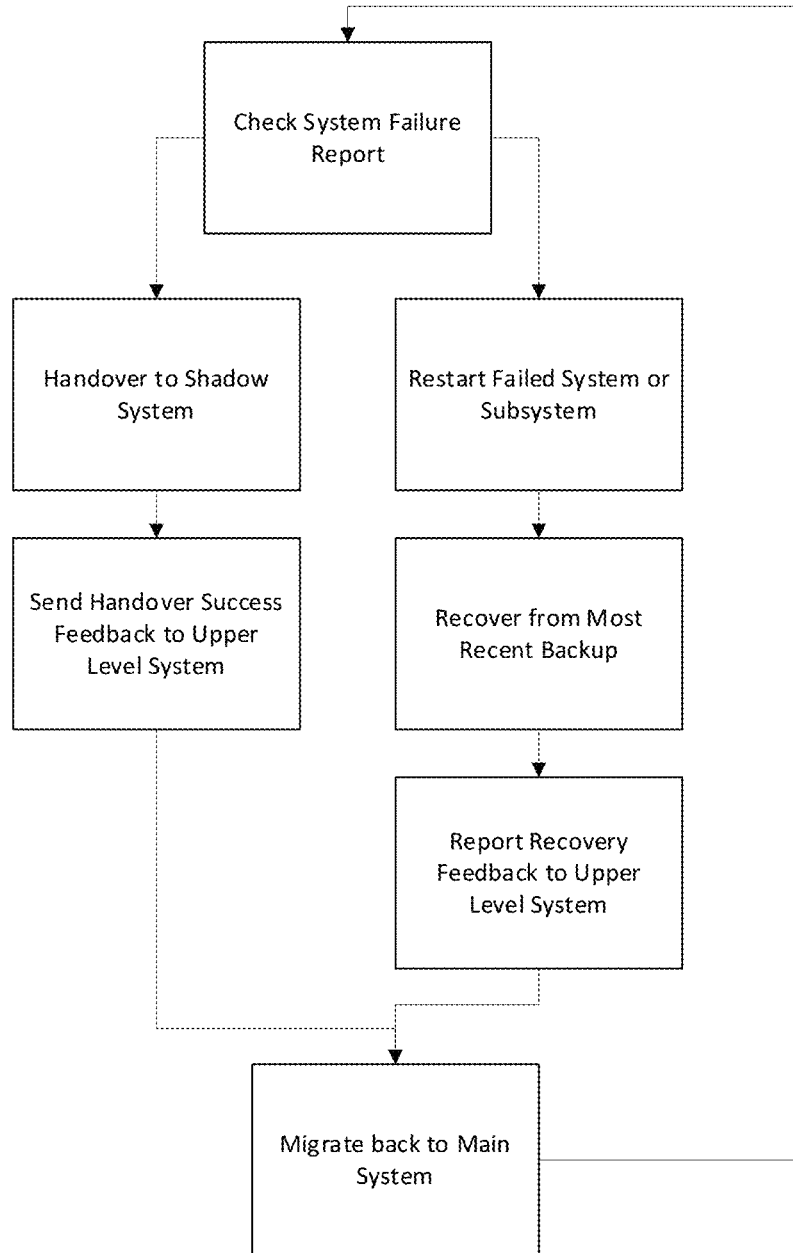 Check System Failure
Report
Handover to Shadow
System
Restart Failed System or
Subsystem
Send Handover Success
Feedback to Upper
Level System
Recover from Most
Recent Backup
Report Recovery
Feedback to Upper
Level System
Migrate back to Main
System